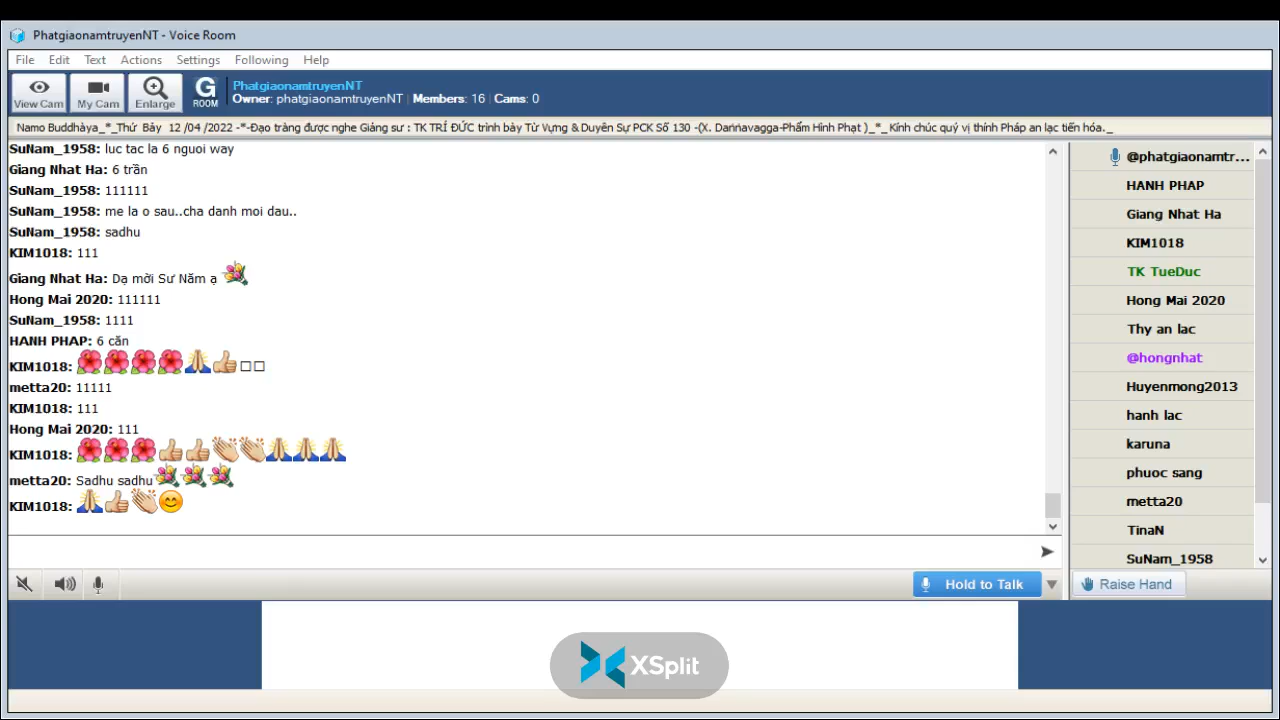 PhatgiaonamtruyenNT - Voice Room
File Edit Text Actions Settings Following Help
View Cam My Cam Enlarge G ROOM
PhatgiaonamtruyenNT
Owner: phatgiaonamtruyenNT | Members: 16 | Cams: 0
Namo Buddhàya_*_Thứ Bảy 12 /04 /2022 -*-Đạo tràng được nghe Giảng sư : TK TRÍ ĐỨC trình bày Từ Vựng & Duyên Sự PCK Số 130 -(X. Daṇṇavagga-Phẩm Hình Phạt )_*_ Kính chúc quý vị thính Pháp an lạc tiến hóa._
SuNam_1958: luc tac la 6 nguoi way
Giang Nhat Ha: 6 trần
SuNam_1958: 111111
SuNam_1958: me la o sau..cha danh moi dau..
SuNam_1958: sadhu
KIM1018: 111
Giang Nhat Ha: Dạ mời Sư Năm ạ
Hong Mai 2020: 111111
SuNam_1958: 1111
HANH PHAP: 6 căn
KIM1018:
metta20: 11111
KIM1018: 111
Hong Mai 2020: 111
KIM1018:
metta20: Sadhu sadhu
KIM1018:
@phatgiaonamtr...
HANH PHAP
Giang Nhat Ha
KIM1018
TK TueDuc
Hong Mai 2020
Thy an lac
@hongnhat
Huyenmong2013
hanh lac
karuna
phuoc sang
metta20
TinaN
SuNam_1958
Hold to Talk
Raise Hand
XSplit